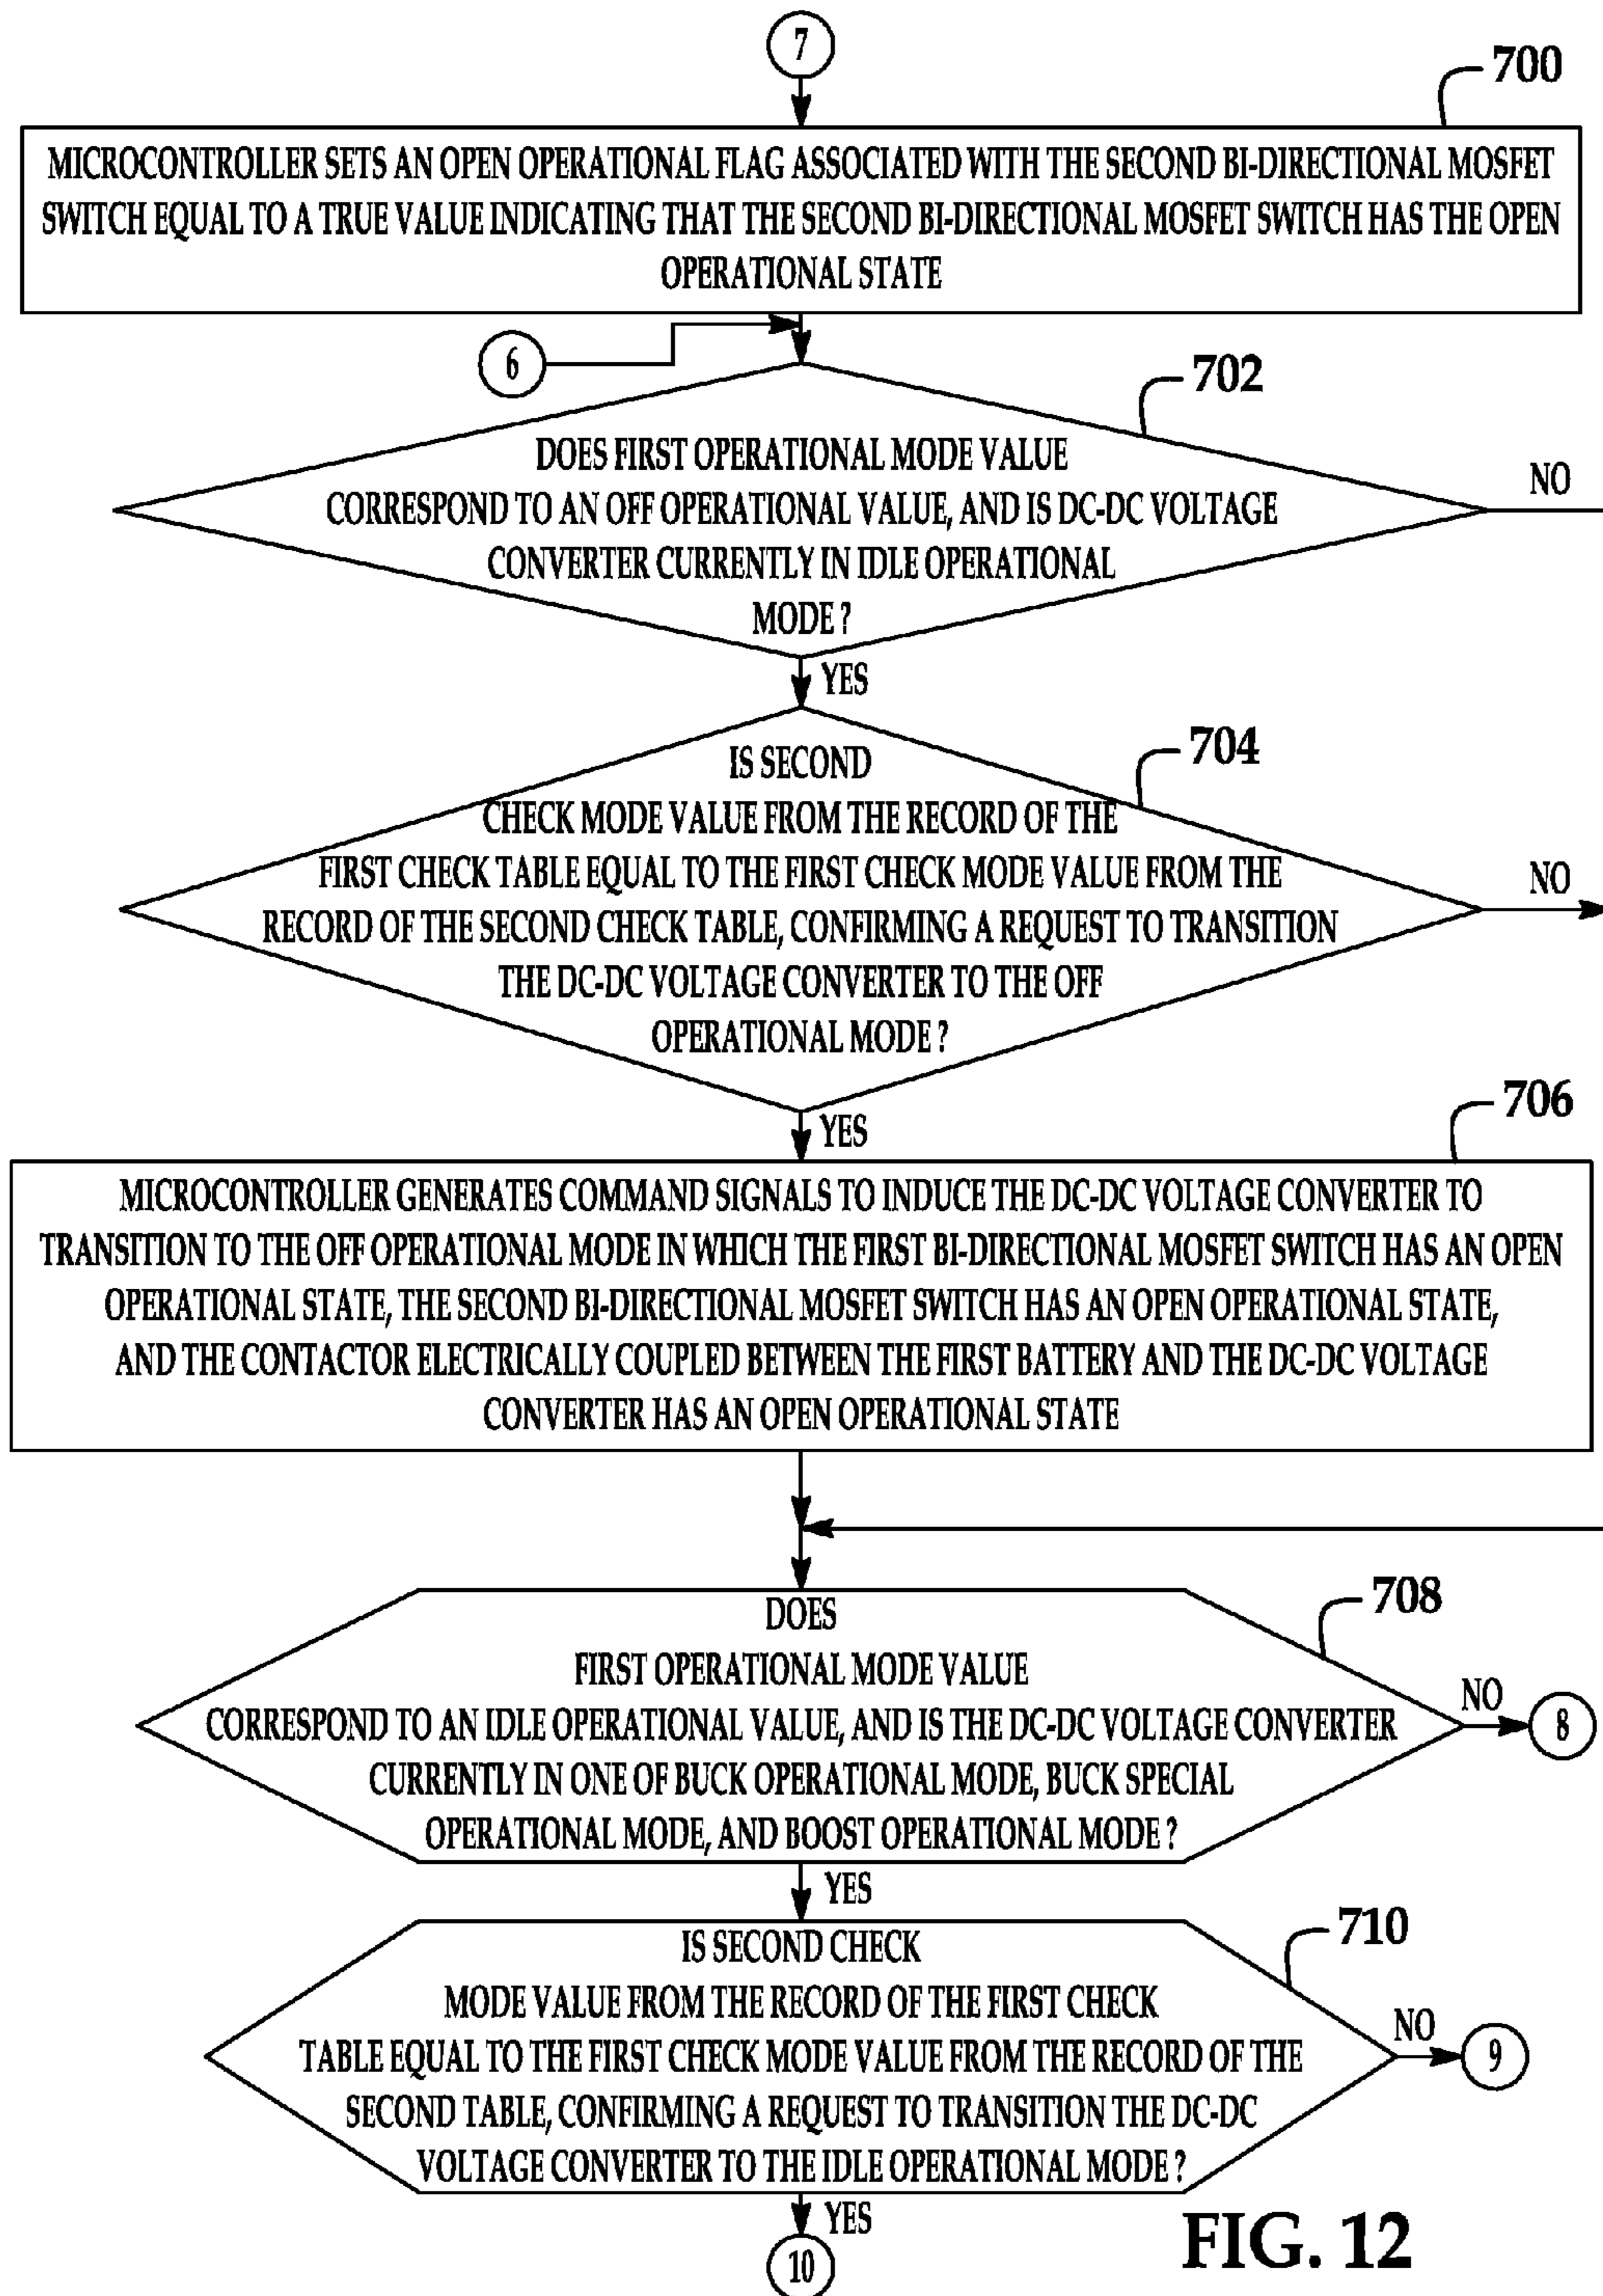 7
700
MICROCONTROLLER SETS AN OPEN OPERATIONAL FLAG ASSOCIATED WITH THE SECOND BI-DIRECTIONAL MOSFET
SWITCH EQUAL TO A TRUE VALUE INDICATING THAT THE SECOND BI-DIRECTIONAL MOSFET SWITCH HAS THE OPEN
OPERATIONAL STATE
6
702
DOES FIRST OPERATIONAL MODE VALUE
CORRESPOND TO AN OFF OPERATIONAL VALUE, AND IS DC-DC VOLTAGE
CONVERTER CURRENTLY IN IDLE OPERATIONAL
MODE ?
NO
YES
704
IS SECOND
CHECK MODE VALUE FROM THE RECORD OF THE
FIRST CHECK TABLE EQUAL TO THE FIRST CHECK MODE VALUE FROM THE
RECORD OF THE SECOND CHECK TABLE, CONFIRMING A REQUEST TO TRANSITION
THE DC-DC VOLTAGE CONVERTER TO THE OFF
OPERATIONAL MODE ?
NO
YES
706
MICROCONTROLLER GENERATES COMMAND SIGNALS TO INDUCE THE DC-DC VOLTAGE CONVERTER TO
TRANSITION TO THE OFF OPERATIONAL MODE IN WHICH THE FIRST BI-DIRECTIONAL MOSFET SWITCH HAS AN OPEN
OPERATIONAL STATE, THE SECOND BI-DIRECTIONAL MOSFET SWITCH HAS AN OPEN OPERATIONAL STATE,
AND THE CONTACTOR ELECTRICALLY COUPLED BETWEEN THE FIRST BATTERY AND THE DC-DC VOLTAGE
CONVERTER HAS AN OPEN OPERATIONAL STATE
708
DOES
FIRST OPERATIONAL MODE VALUE
CORRESPOND TO AN IDLE OPERATIONAL VALUE, AND IS THE DC-DC VOLTAGE CONVERTER
CURRENTLY IN ONE OF BUCK OPERATIONAL MODE, BUCK SPECIAL
OPERATIONAL MODE, AND BOOST OPERATIONAL MODE ?
NO
8
YES
710
IS SECOND CHECK
MODE VALUE FROM THE RECORD OF THE FIRST CHECK
TABLE EQUAL TO THE FIRST CHECK MODE VALUE FROM THE RECORD OF THE
SECOND TABLE, CONFIRMING A REQUEST TO TRANSITION THE DC-DC
VOLTAGE CONVERTER TO THE IDLE OPERATIONAL MODE ?
NO
9
YES
10
FIG. 12